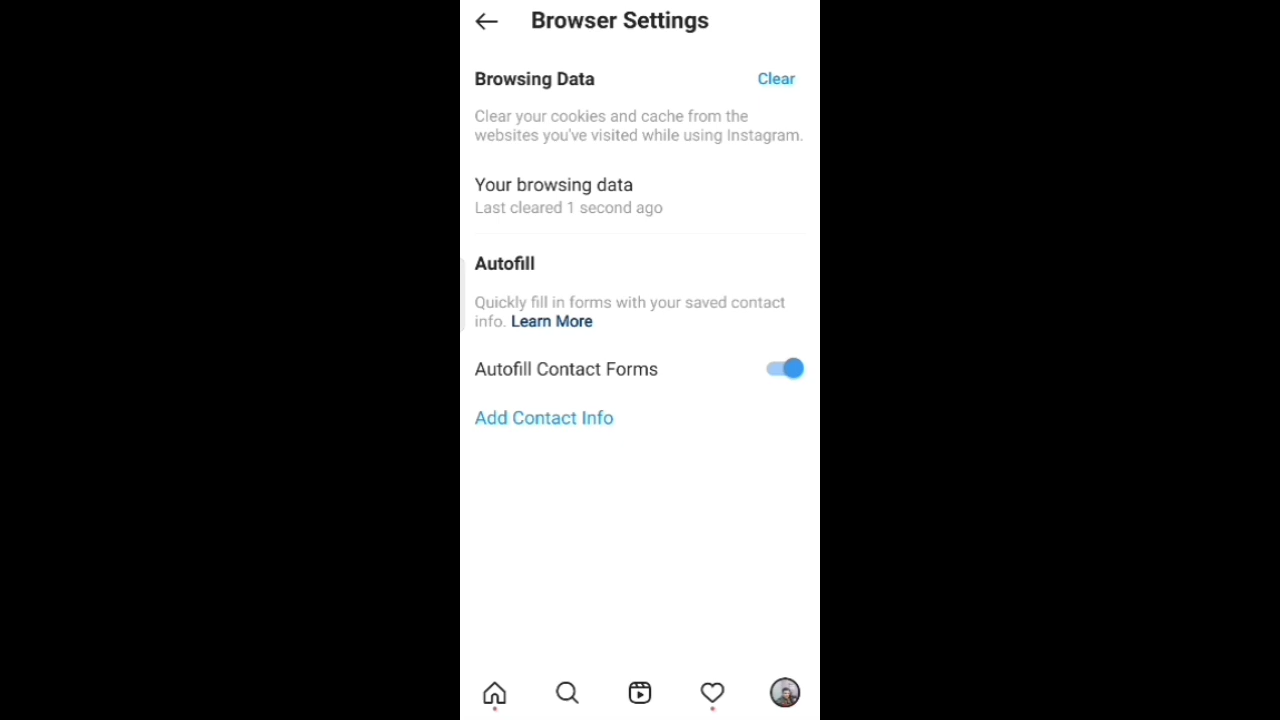 Browser Settings
Browsing Data
Clear
Clear your cookies and cache from the
websites you've visited while using Instagram.
Your browsing data
Last cleared 1 second ago
Autofill
Quickly fill in forms with your saved contact
info. Learn More
Autofill Contact Forms
Add Contact Info